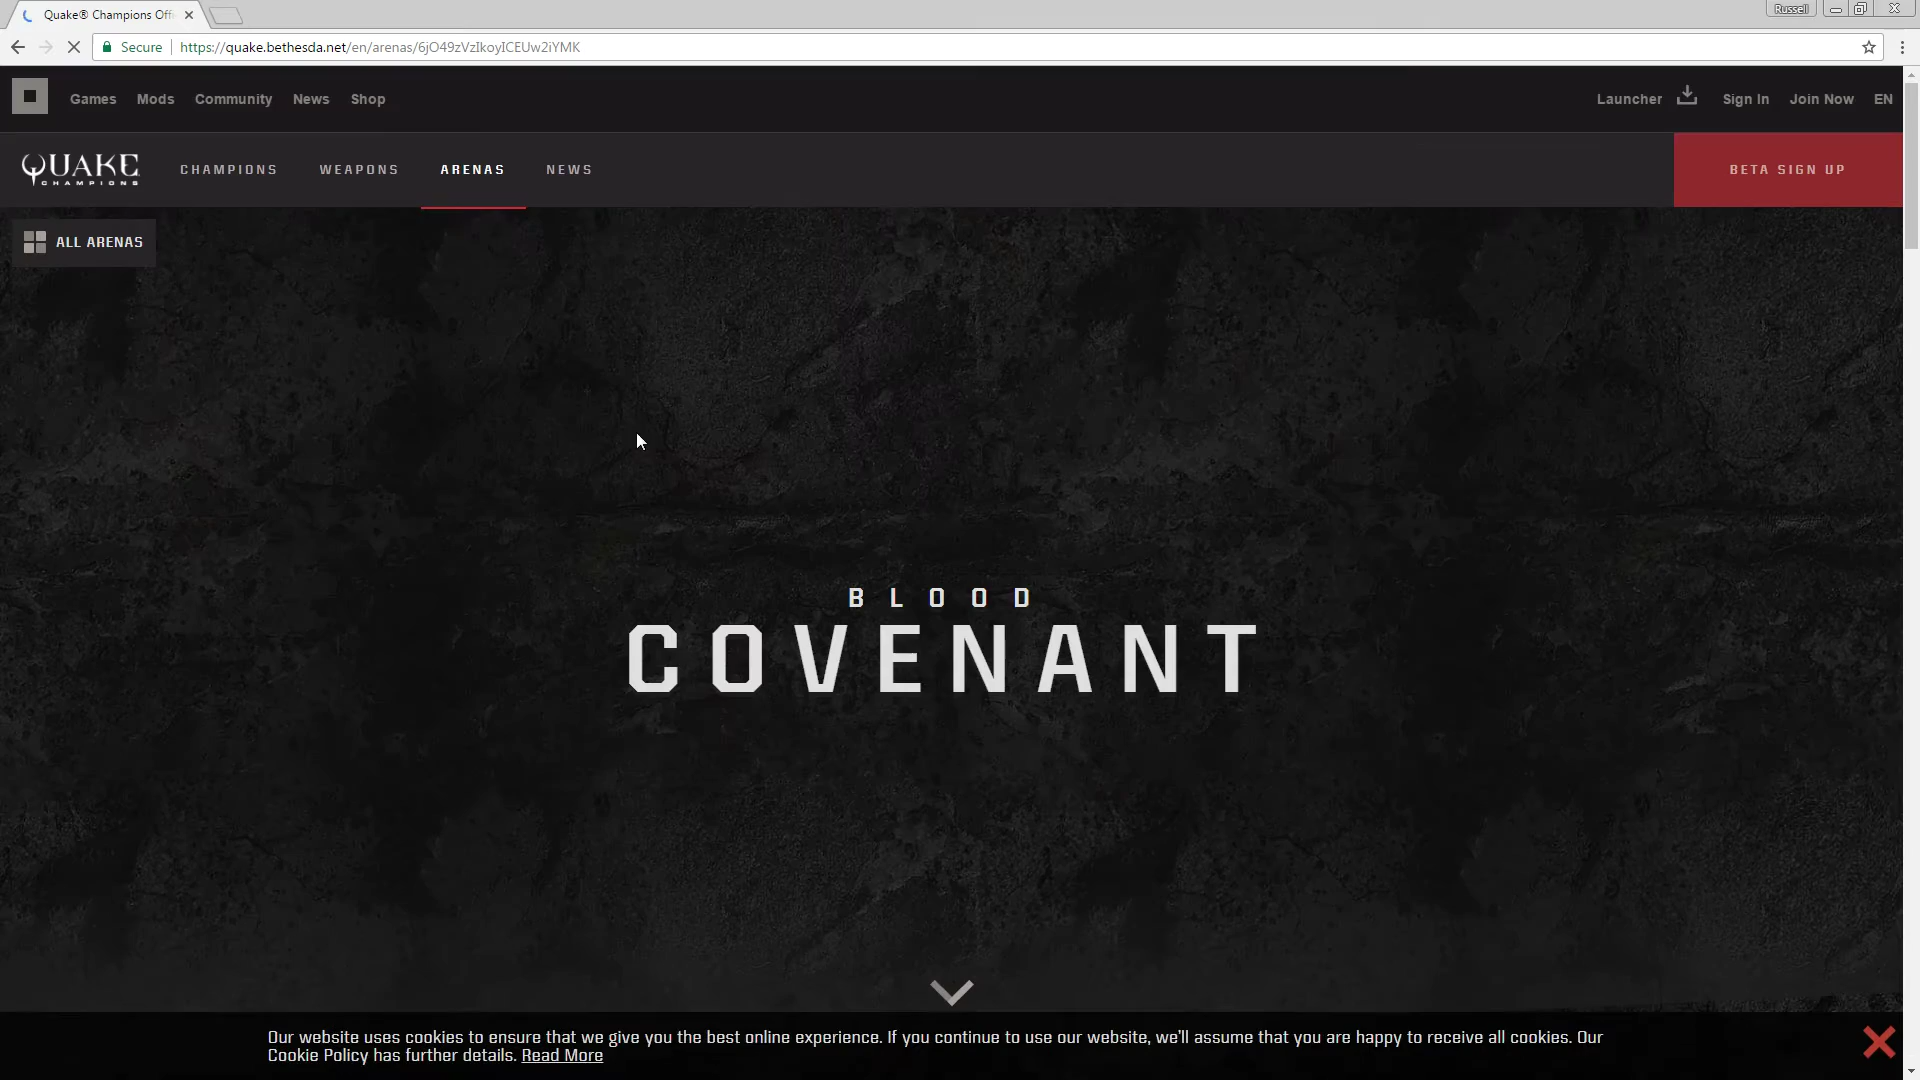 Quake® Champions Off
Russell
Secure
https://quake.bethesda.net/en/arenas/6jO49zVzIkoyICEUw2iYMK
Games Mods Community News Shop
Launcher Sign In Join Now EN
QUAKE
CHAMPIONS
CHAMPIONS WEAPONS ARENAS NEWS
BETA SIGN UP
ALL ARENAS
BLOOD
COVENANT
Our website uses cookies to ensure that we give you the best online experience. If you continue to use our website, we'll assume that you are happy to receive all cookies. Our
Cookie Policy has further details. Read More